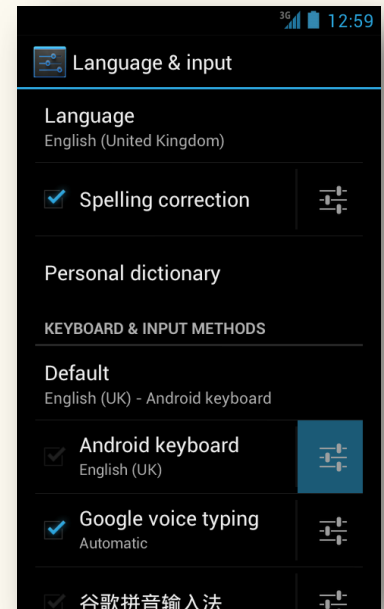 3G 12:59
Language & input
Language
English (United Kingdom)
Spelling correction
Personal dictionary
KEYBOARD & INPUT METHODS
Default
English (UK) - Android keyboard
Android keyboard
English (UK)
Google voice typing
Automatic
谷歌拼音输入法